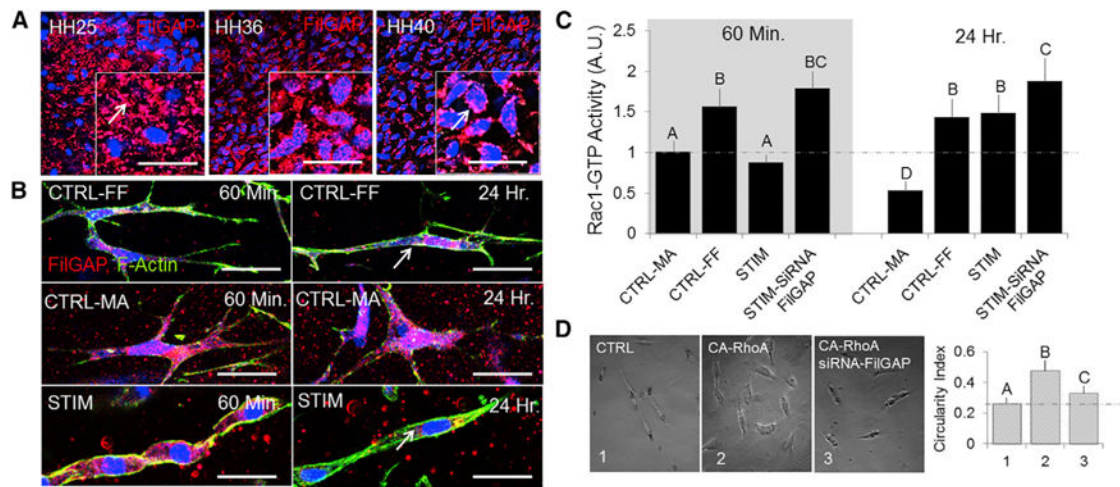 A
HH25 FilGAP
HH36 FilGAP
HH40 FilGAP
B
CTRL-FF 60 Min.
CTRL-FF 24 Hr.
FilGAP, F-Actin
CTRL-MA 60 Min.
CTRL-MA 24 Hr.
STIM 60 Min.
STIM 24 Hr.
C
Rac1-GTP Activity (A.U.)
2.5
2
1.5
1
0.5
0
60 Min.
24 Hr.
A
B
A
BC
D
B
B
C
CTRL-MA
CTRL-FF
STIM
STIM-SiRNA
FilGAP
CTRL-MA
CTRL-FF
STIM
STIM-SiRNA
FilGAP
D
CTRL
1
CA-RhoA
2
CA-RhoA
siRNA-FilGAP
3
Circularity Index
0.6
0.4
0.2
0
A
B
C
1 2 3